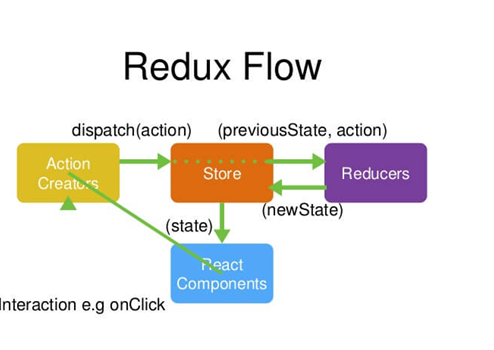 Redux Flow
dispatch(action)
(previousState, action)
Action
Creators
Store
Reducers
(newState)
(state)
React
Components
Interaction e.g onClick